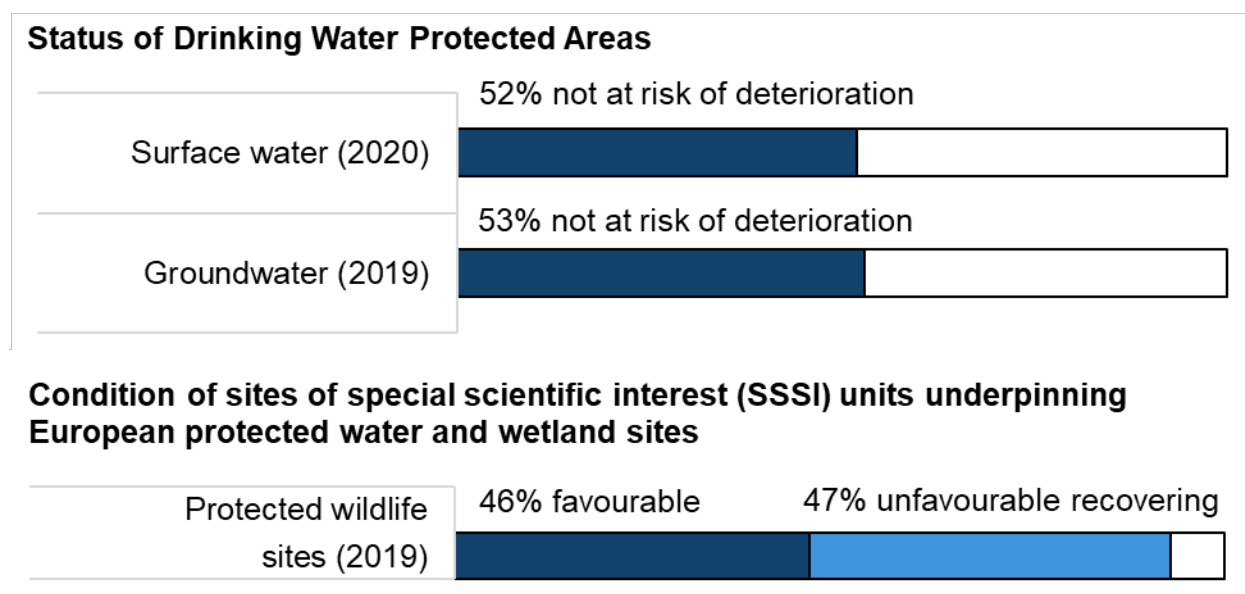 Status of Drinking Water Protected Areas
52% not at risk of deterioration
Surface water (2020)
53% not at risk of deterioration
Groundwater (2019)
Condition of sites of special scientific interest (SSSI) units underpinning
European protected water and wetland sites
46% favourable
47% unfavourable recovering
Protected wildlife
sites (2019)